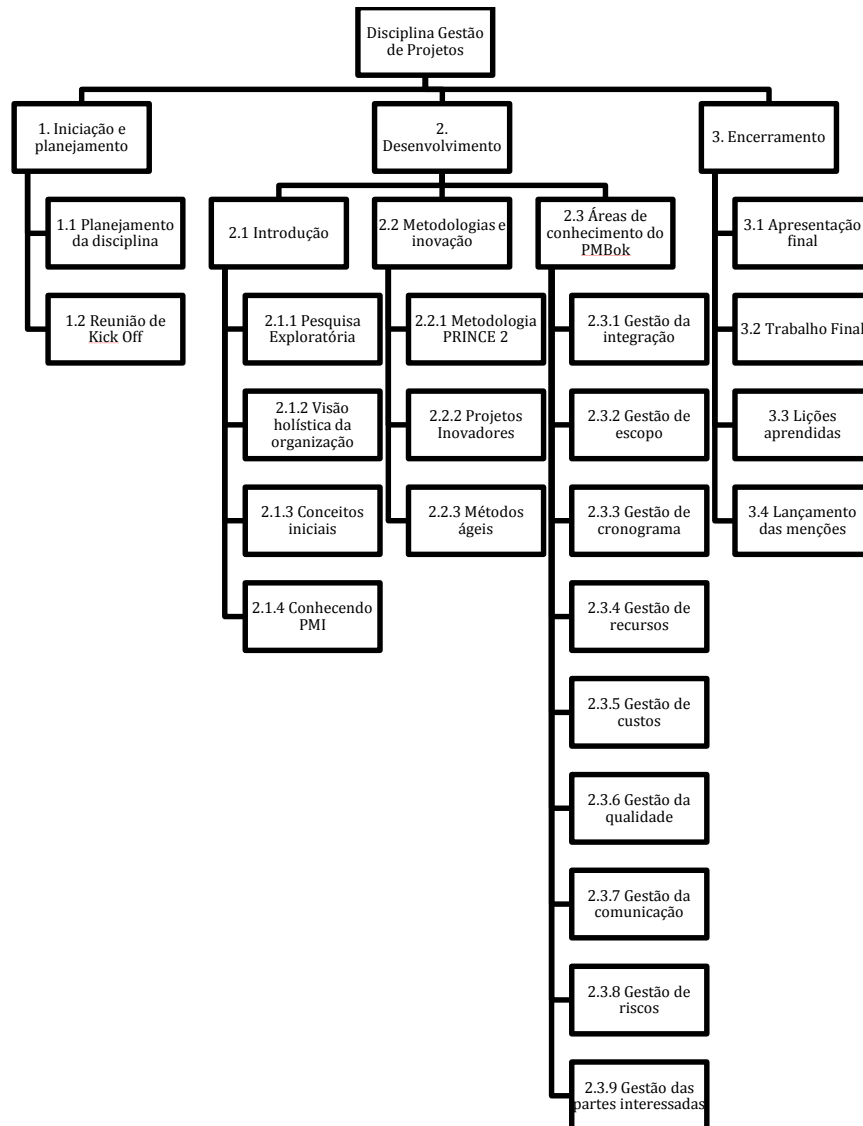 Disciplina Gestão
de Projetos
1. Iniciação e
planejamento
1.1 Planejamento
da disciplina
1.2 Reunião de
Kick Off
2.
Desenvolvimento
2.1 Introdução
2.1.1 Pesquisa
Exploratória
2.1.2 Visão
holística da
organização
2.1.3 Conceitos
iniciais
2.1.4 Conhecendo
PMI
2.2 Metodologias e
inovação
2.2.1 Metodologia
PRINCE 2
2.2.2 Projetos
Inovadores
2.2.3 Métodos
ágeis
2.3 Áreas de
conhecimento do
PMBok
2.3.1 Gestão da
integração
2.3.2 Gestão de
escopo
2.3.3 Gestão de
cronograma
2.3.4 Gestão de
recursos
2.3.5 Gestão de
custos
2.3.6 Gestão da
qualidade
2.3.7 Gestão da
comunicação
2.3.8 Gestão de
riscos
2.3.9 Gestão das
partes interessadas
3. Encerramento
3.1 Apresentação
final
3.2 Trabalho Final
3.3 Lições
aprendidas
3.4 Lançamento
das menções